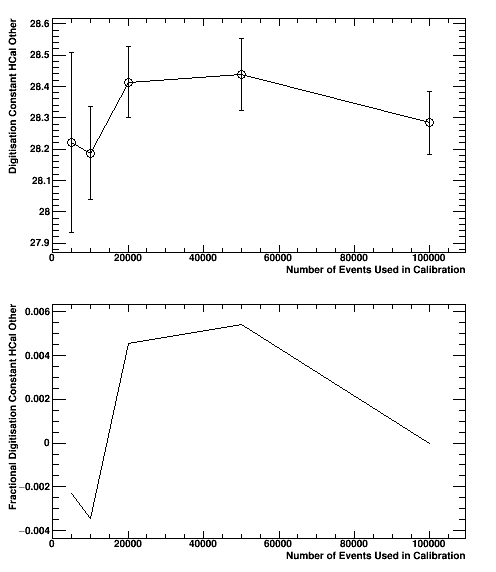 Digitisation Constant HCal Other
28.6
28.5
28.4
28.3
28.2
28.1
28
27.9
0 20000 40000 60000 80000 100000
Number of Events Used in Calibration
Fractional Digitisation Constant HCal Other
0.006
0.004
0.002
0
−0.002
−0.004
0 20000 40000 60000 80000 100000
Number of Events Used in Calibration